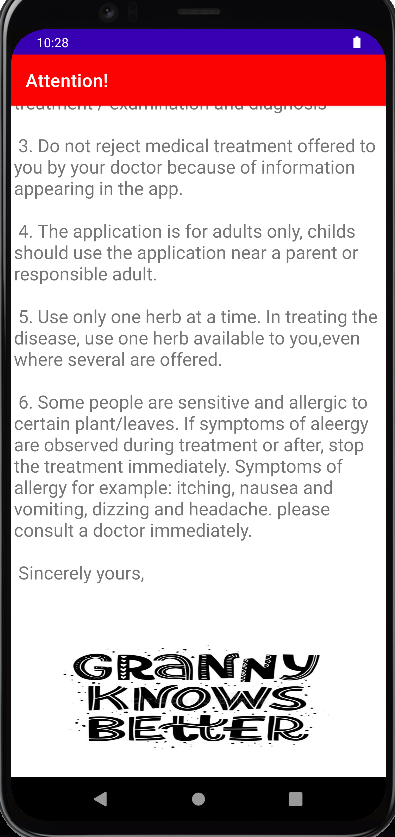 10:28
Attention!
treatment / examination and diagnosis
3. Do not reject medical treatment offered to
you by your doctor because of information
appearing in the app.
4. The application is for adults only, childs
should use the application near a parent or
responsible adult.
5. Use only one herb at a time. In treating the
disease, use one herb available to you,even
where several are offered.
6. Some people are sensitive and allergic to
certain plant/leaves. If symptoms of aleergy
are observed during treatment or after, stop
the treatment immediately. Symptoms of
allergy for example: itching, nausea and
vomiting, dizzing and headache. please
consult a doctor immediately.
Sincerely yours,
GRANNY
KNOWS
BEttER